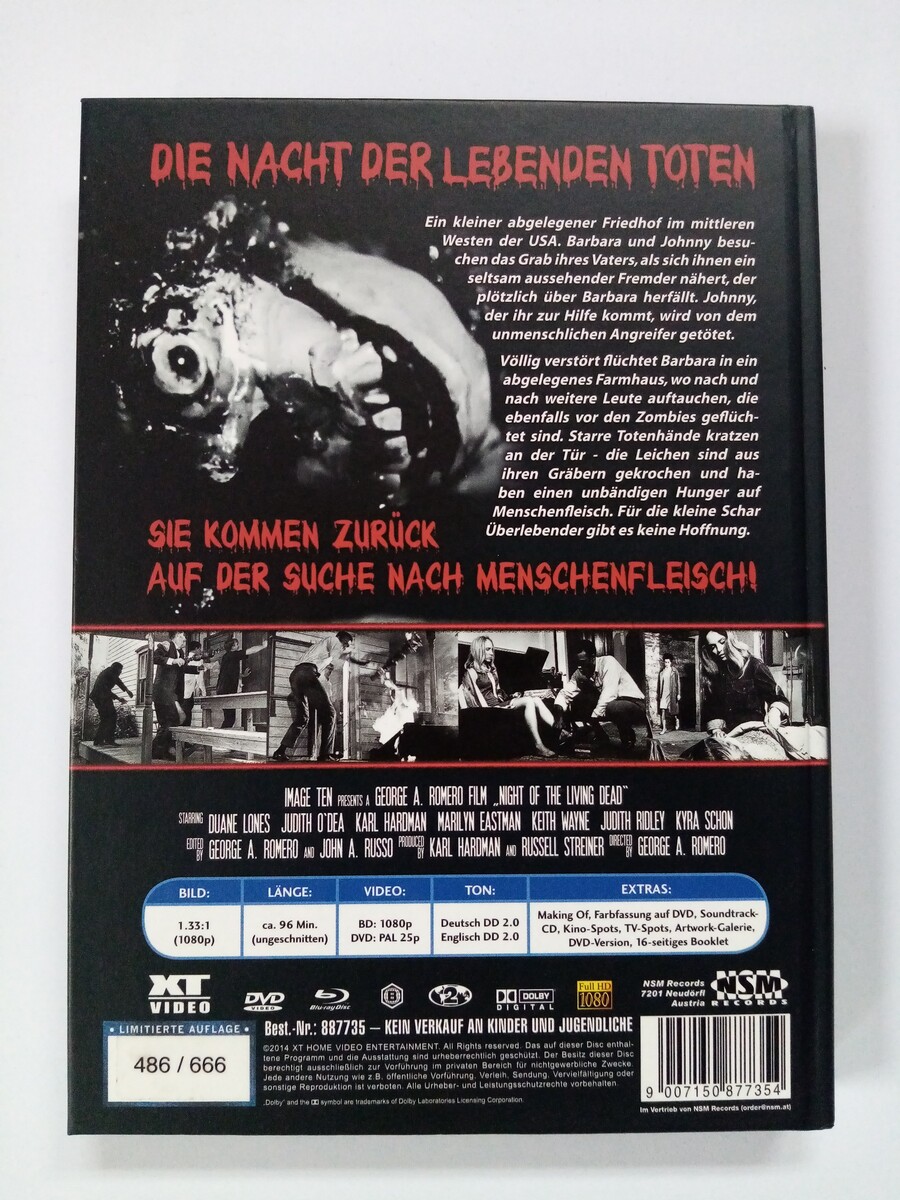 DIE NACHT DER LEBENDEN TOTEN
Ein kleiner abgelegener Friedhof im mittleren
Westen der USA. Barbara und Johnny besu-
chen das Grab ihres Vaters, als sich ihnen ein
seltsam aussehender Fremder nähert, der
plötzlich über Barbara herfällt. Johnny,
der ihr zur Hilfe kommt, wird von dem
unmenschlichen Angreifer getötet.
Völlig verstört flüchtet Barbara in ein
abgelegenes Farmhaus, wo nach und
nach weitere Leute auftauchen, die
ebenfalls vor den Zombies geflüch-
tet sind. Starre Totenhände kratzen
an der Tür - die Leichen sind aus
ihren Gräbern gekrochen und ha-
ben einen unbändigen Hunger auf
Menschenfleisch. Für die kleine Schar
Überlebender gibt es keine Hoffnung.
SIE KOMMEN ZURÜCK
AUF DER SUCHE NACH MENSCHENFLEISCH!
IMAGE TEN PRESENTS A GEORGE A. ROMERO FILM „NIGHT OF THE LIVING DEAD"
STARRING DUANE LONES JUDITH O'DEA KARL HARDMAN MARILYN EASTMAN KEITH WAYNE JUDITH RIDLEY KYRA SCHON
EDITED BY GEORGE A. ROMERO AND JOHN A. RUSSO PRODUCED BY KARL HARDMAN AND RUSSELL STREINER DIRECTED BY GEORGE A. ROMERO
BILD: LÄNGE: VIDEO: TON: EXTRAS:
1.33:1
(1080p)
ca. 96 Min.
(ungeschnitten)
BD: 1080p
DVD: PAL 25p
Deutsch DD 2.0
Englisch DD 2.0
Making Of, Farbfassung auf DVD, Soundtrack-
CD, Kino-Spots, TV-Spots, Artwork-Galerie,
DVD-Version, 16-seitiges Booklet
XT
VIDEO
DVD
VIDEO
Blu-ray Disc
B
2
DOLBY
DIGITAL
Full HD
1080
NSM Records
7201 Neudörfl
Austria
NSM
RECORDS
• LIMITIERTE AUFLAGE •
486 / 666
Best.-Nr.: 887735 – KEIN VERKAUF AN KINDER UND JUGENDLICHE
©2014 XT HOME VIDEO ENTERTAINMENT. All Rights reserved. Das auf dieser Disc enthal-
tene Programm und die Ausstattung sind urheberrechtlich geschützt. Der Besitz dieser Disc
berechtigt ausschließlich zur Vorführung im privaten Bereich für nichtgewerbliche Zwecke.
Jede andere Nutzung wie z.B. öffentliche Vorführung, Verleih, Sendung, Vervielfältigung oder
sonstige Reproduktion ist verboten. Alle Urheber- und Leistungsschutzrechte vorbehalten.
„Dolby" and the DD symbol are trademarks of Dolby Laboratories Licensing Corporation.
9 007150 877354
Im Vertrieb von NSM Records (order@nsm.at)